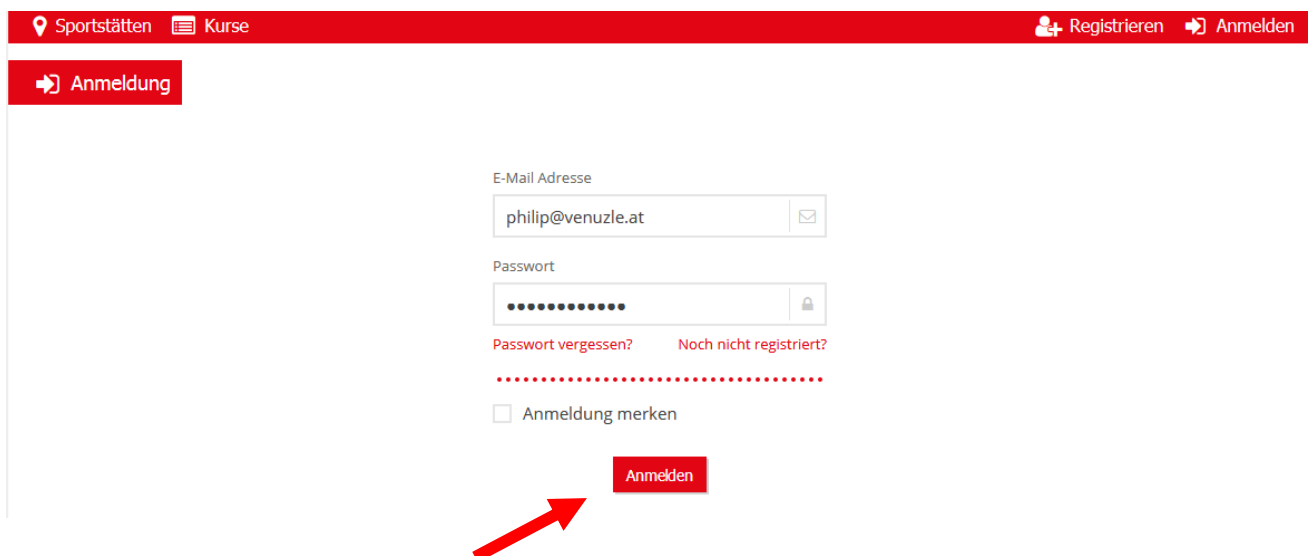 Sportstätten Kurse Registrieren Anmelden
Anmeldung
E-Mail Adresse
philip@venuzle.at
Passwort
••••••••••••
Passwort vergessen? Noch nicht registriert?
Anmeldung merken
Anmelden